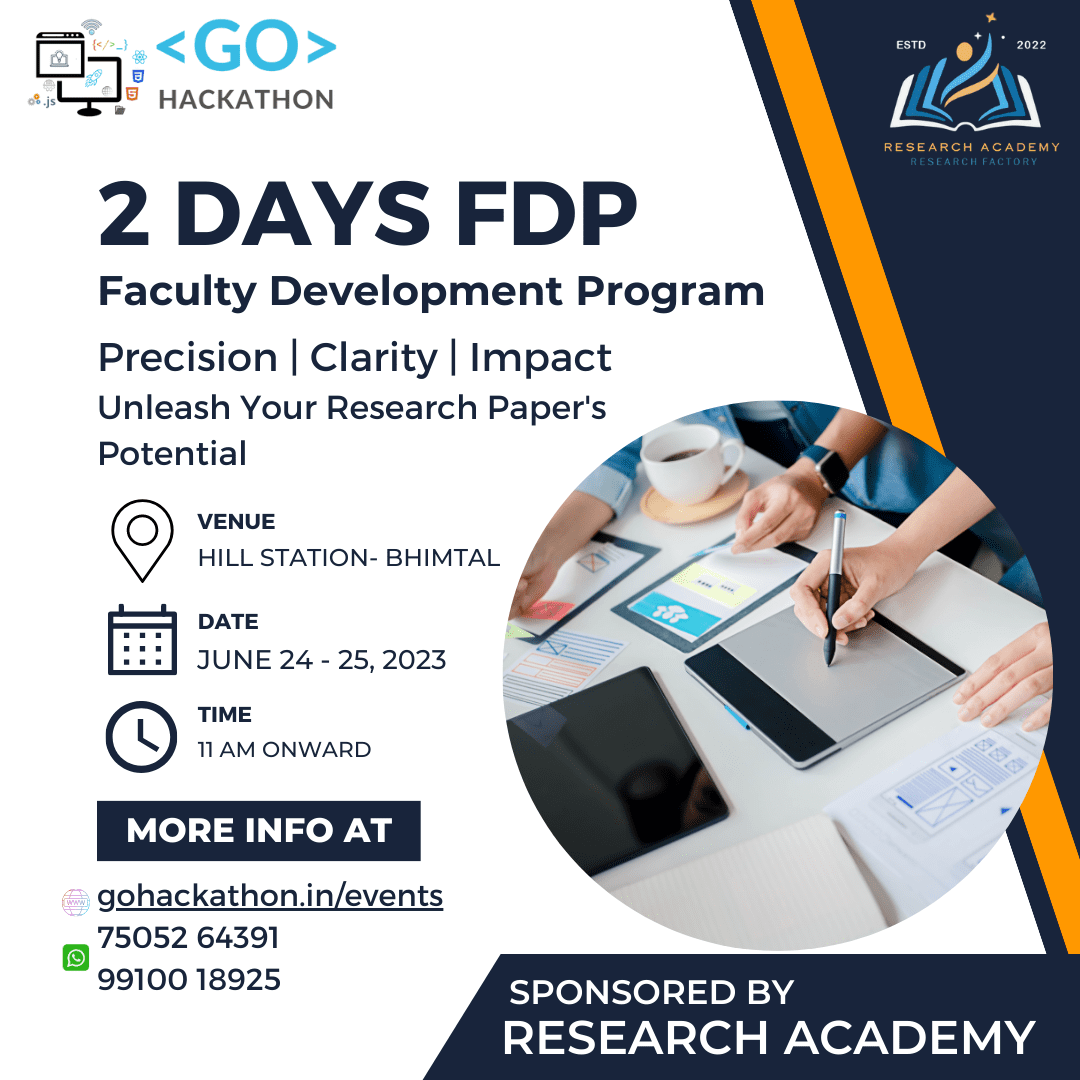 {</>_}
<GO>
HACKATHON
.js
ESTD
2022
RESEARCH ACADEMY
RESEARCH FACTORY
2 DAYS FDP
Faculty Development Program
Precision | Clarity | Impact
Unleash Your Research Paper's
Potential
VENUE
HILL STATION- BHIMTAL
DATE
JUNE 24 - 25, 2023
TIME
11 AM ONWARD
MORE INFO AT
WWW
gohackathon.in/events
75052 64391
99100 18925
SPONSORED BY
RESEARCH ACADEMY